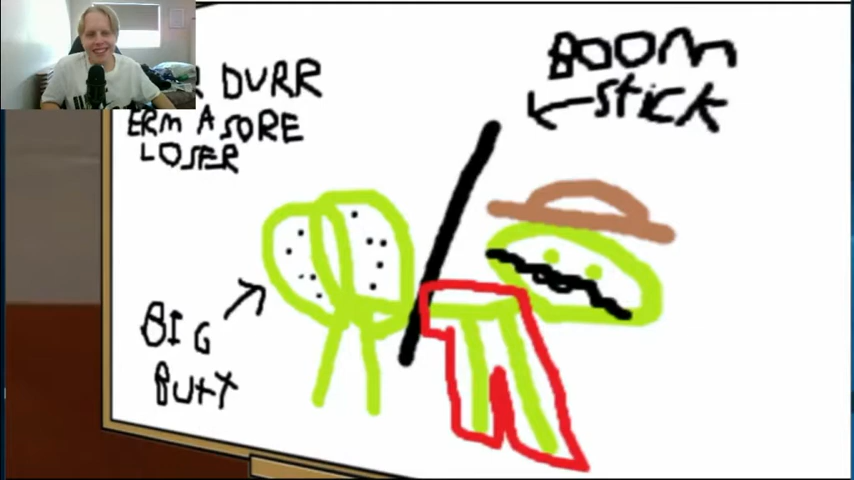 DURR
ERM A SORE
LOSER
BOOM
STICK
BIG
BUTT